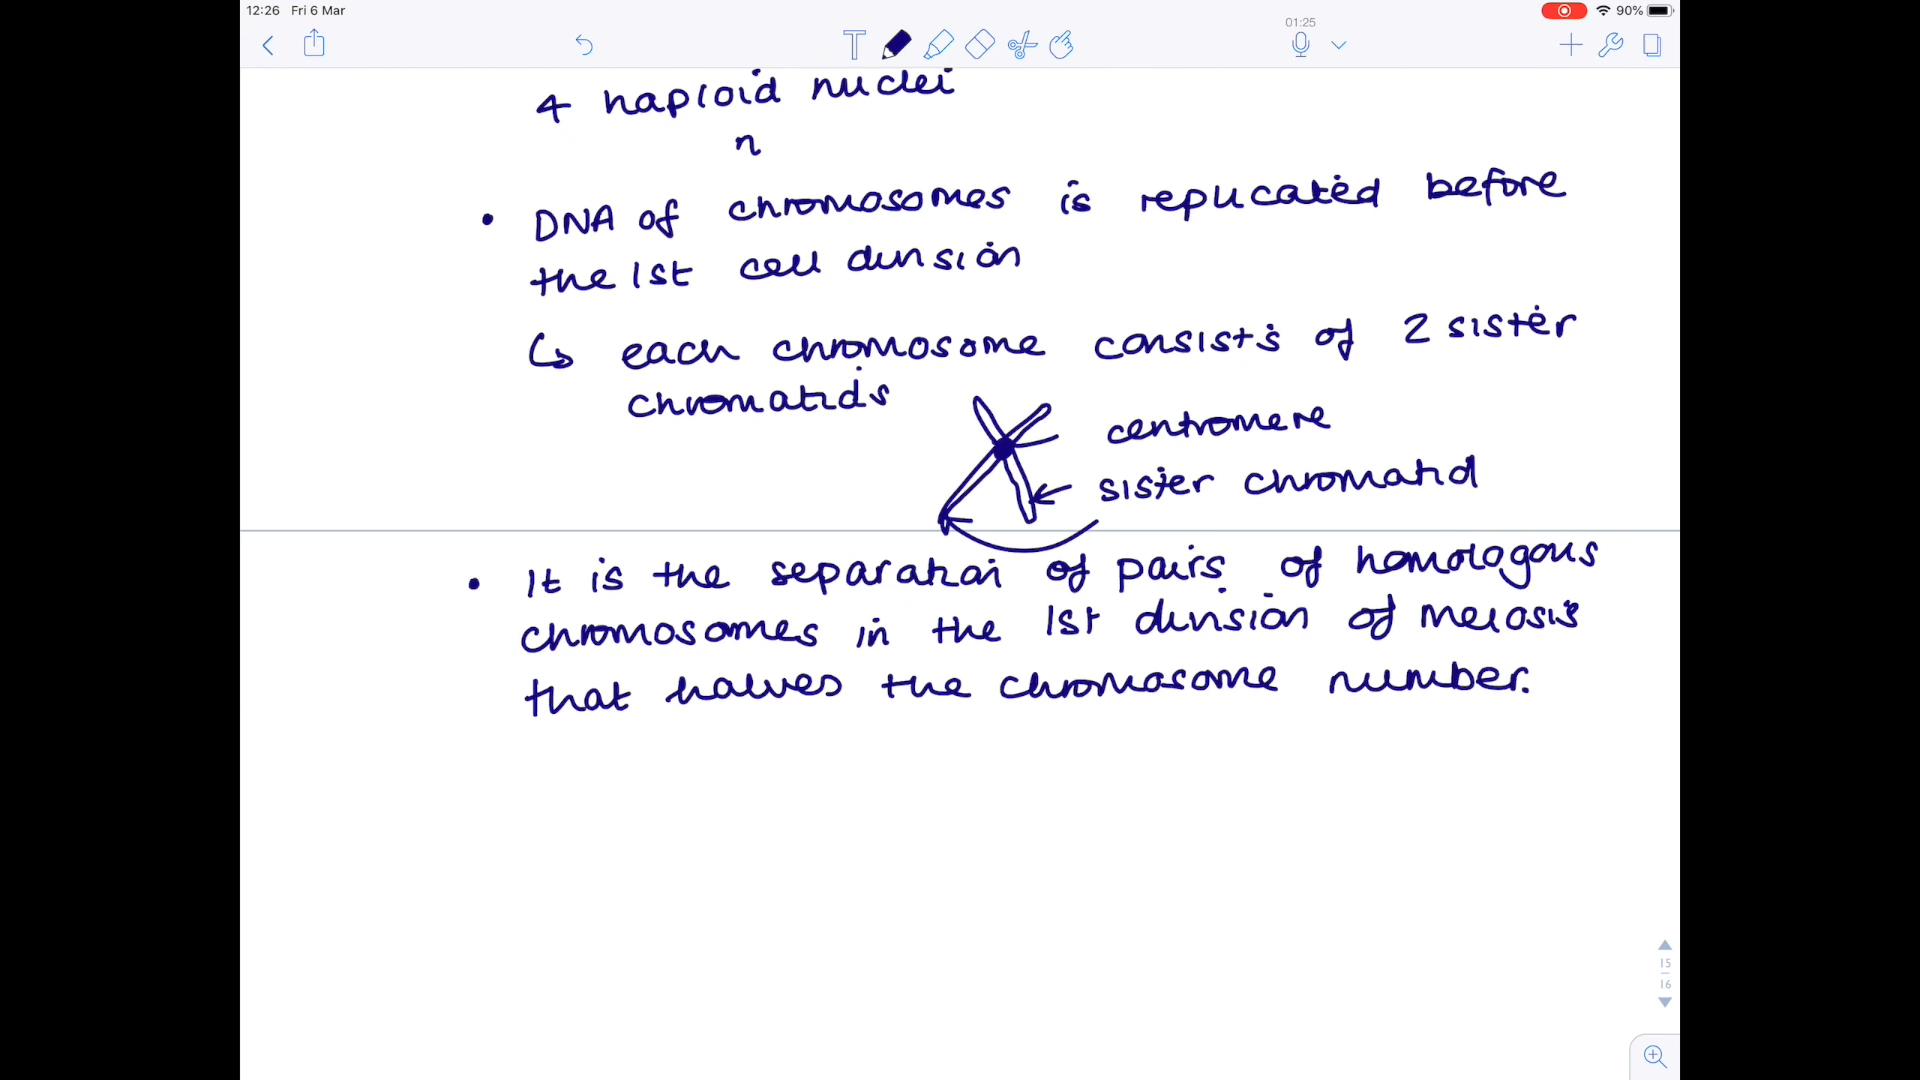 12:26 Fri 6 Mar
01:25
90%
T
4 haploid nuclei
n
• DNA of chromosomes is replicated before
the 1st cell division
↳ each chromosome consists of 2 sister
chromatids
centromere
sister chromatid
• It is the separation of pairs of homologous
chromosomes in the 1st division of meiosis
that halves the chromosome number.
15
16